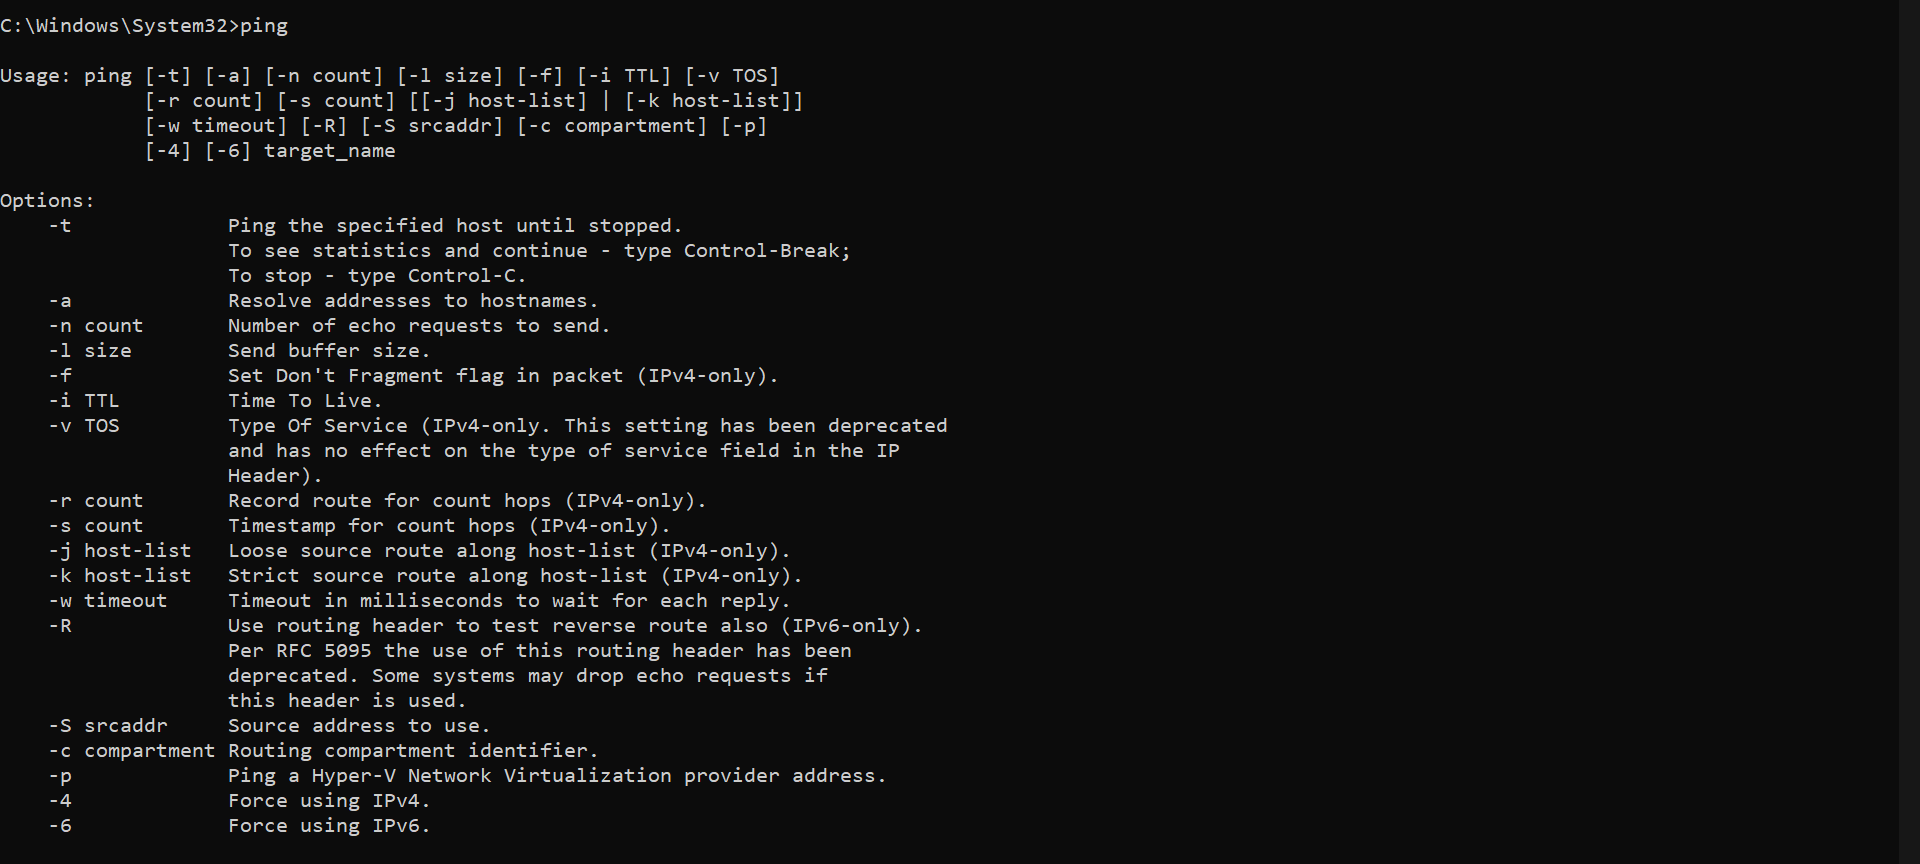 C:\Windows\System32>ping
Usage: ping [-t] [-a] [-n count] [-l size] [-f] [-i TTL] [-v TOS]
            [-r count] [-s count] [[-j host-list] | [-k host-list]]
            [-w timeout] [-R] [-S srcaddr] [-c compartment] [-p]
            [-4] [-6] target_name
Options:
    -t             Ping the specified host until stopped.
                   To see statistics and continue - type Control-Break;
                   To stop - type Control-C.
    -a             Resolve addresses to hostnames.
    -n count       Number of echo requests to send.
    -l size        Send buffer size.
    -f             Set Don't Fragment flag in packet (IPv4-only).
    -i TTL         Time To Live.
    -v TOS         Type Of Service (IPv4-only. This setting has been deprecated
                   and has no effect on the type of service field in the IP
                   Header).
    -r count       Record route for count hops (IPv4-only).
    -s count       Timestamp for count hops (IPv4-only).
    -j host-list   Loose source route along host-list (IPv4-only).
    -k host-list   Strict source route along host-list (IPv4-only).
    -w timeout     Timeout in milliseconds to wait for each reply.
    -R             Use routing header to test reverse route also (IPv6-only).
                   Per RFC 5095 the use of this routing header has been
                   deprecated. Some systems may drop echo requests if
                   this header is used.
    -S srcaddr     Source address to use.
    -c compartment Routing compartment identifier.
    -p             Ping a Hyper-V Network Virtualization provider address.
    -4             Force using IPv4.
    -6             Force using IPv6.